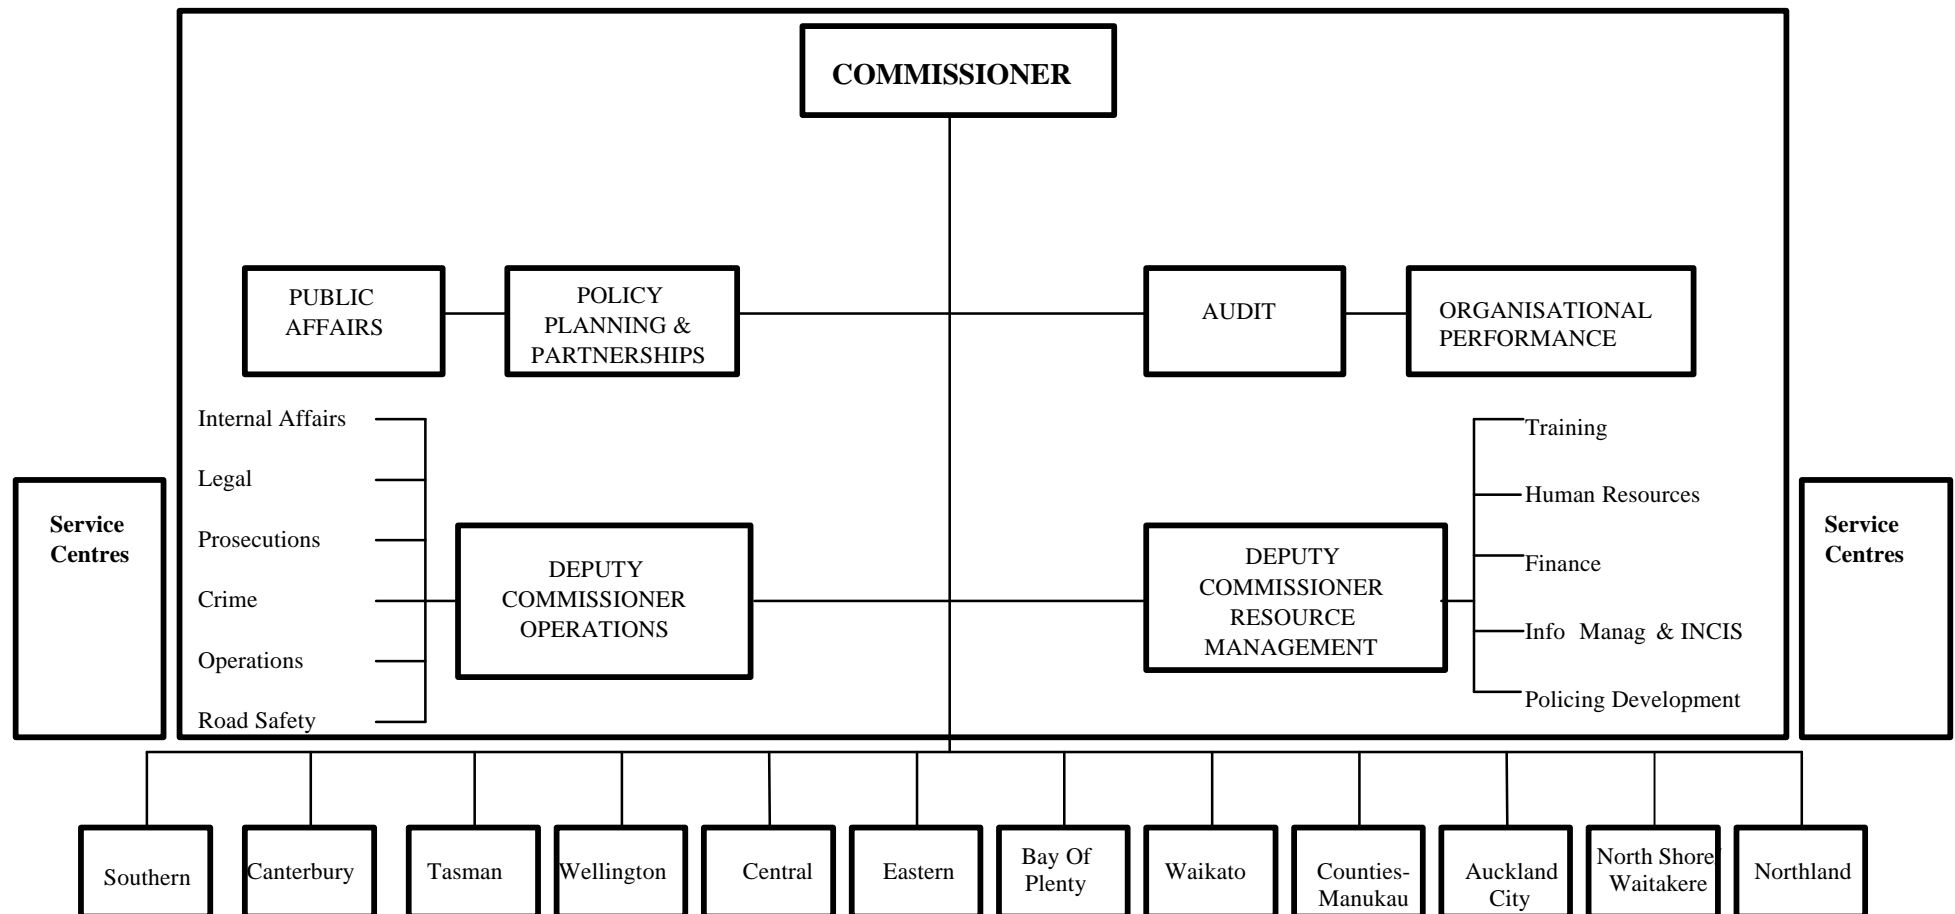 COMMISSIONER
PUBLIC
AFFAIRS
POLICY
PLANNING &
PARTNERSHIPS
AUDIT
ORGANISATIONAL
PERFORMANCE
Internal Affairs
Legal
Prosecutions
Crime
Operations
Road Safety
Service
Centres
DEPUTY
COMMISSIONER
OPERATIONS
DEPUTY
COMMISSIONER
RESOURCE
MANAGEMENT
Training
Human Resources
Finance
Info Manag & INCIS
Policing Development
Service
Centres
Southern
Canterbury
Tasman
Wellington
Central
Eastern
Bay Of
Plenty
Waikato
Counties-
Manukau
Auckland
City
North Shore/
Waitakere
Northland